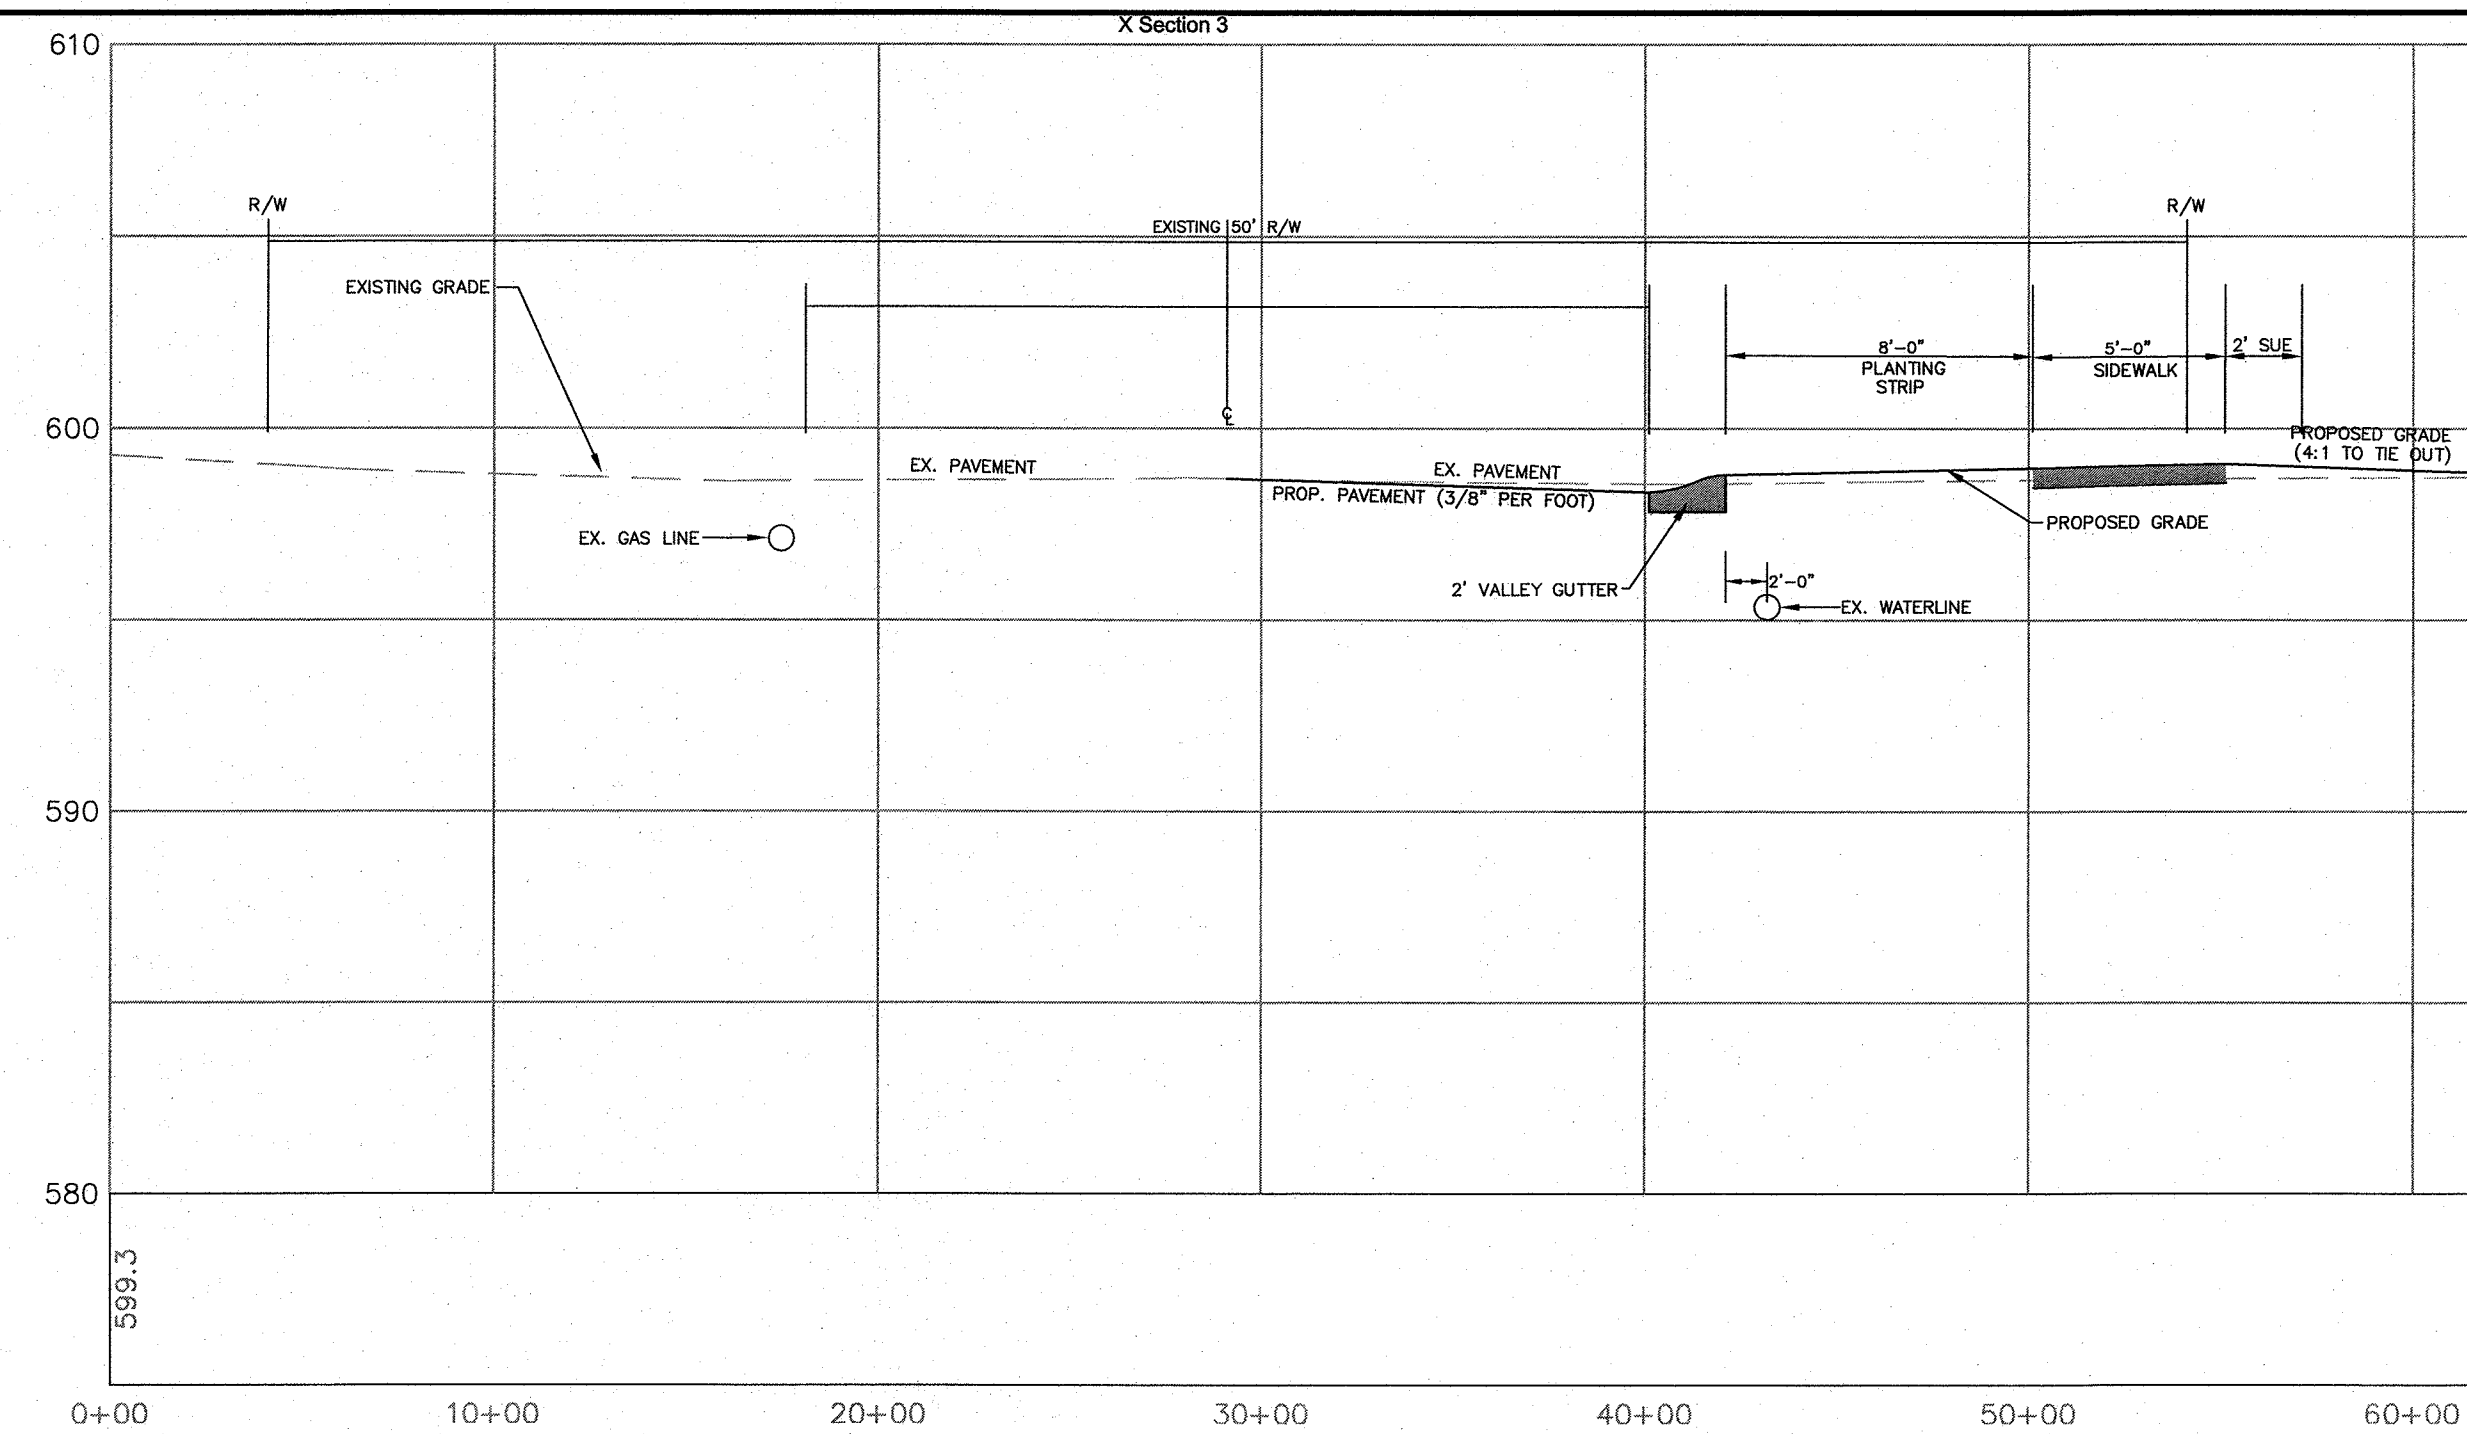 X Section 3
610
R/W
R/W
EXISTING 50' R/W
EXISTING GRADE
8'-0"
PLANTING
STRIP
5'-0"
SIDEWALK
2' SUE
℄
600
PROPOSED GRADE
(4:1 TO TIE OUT)
EX. PAVEMENT
EX. PAVEMENT
PROP. PAVEMENT (3/8" PER FOOT)
PROPOSED GRADE
EX. GAS LINE
2' VALLEY GUTTER
2'-0"
EX. WATERLINE
590
580
599.3
0+00 10+00 20+00 30+00 40+00 50+00 60+00